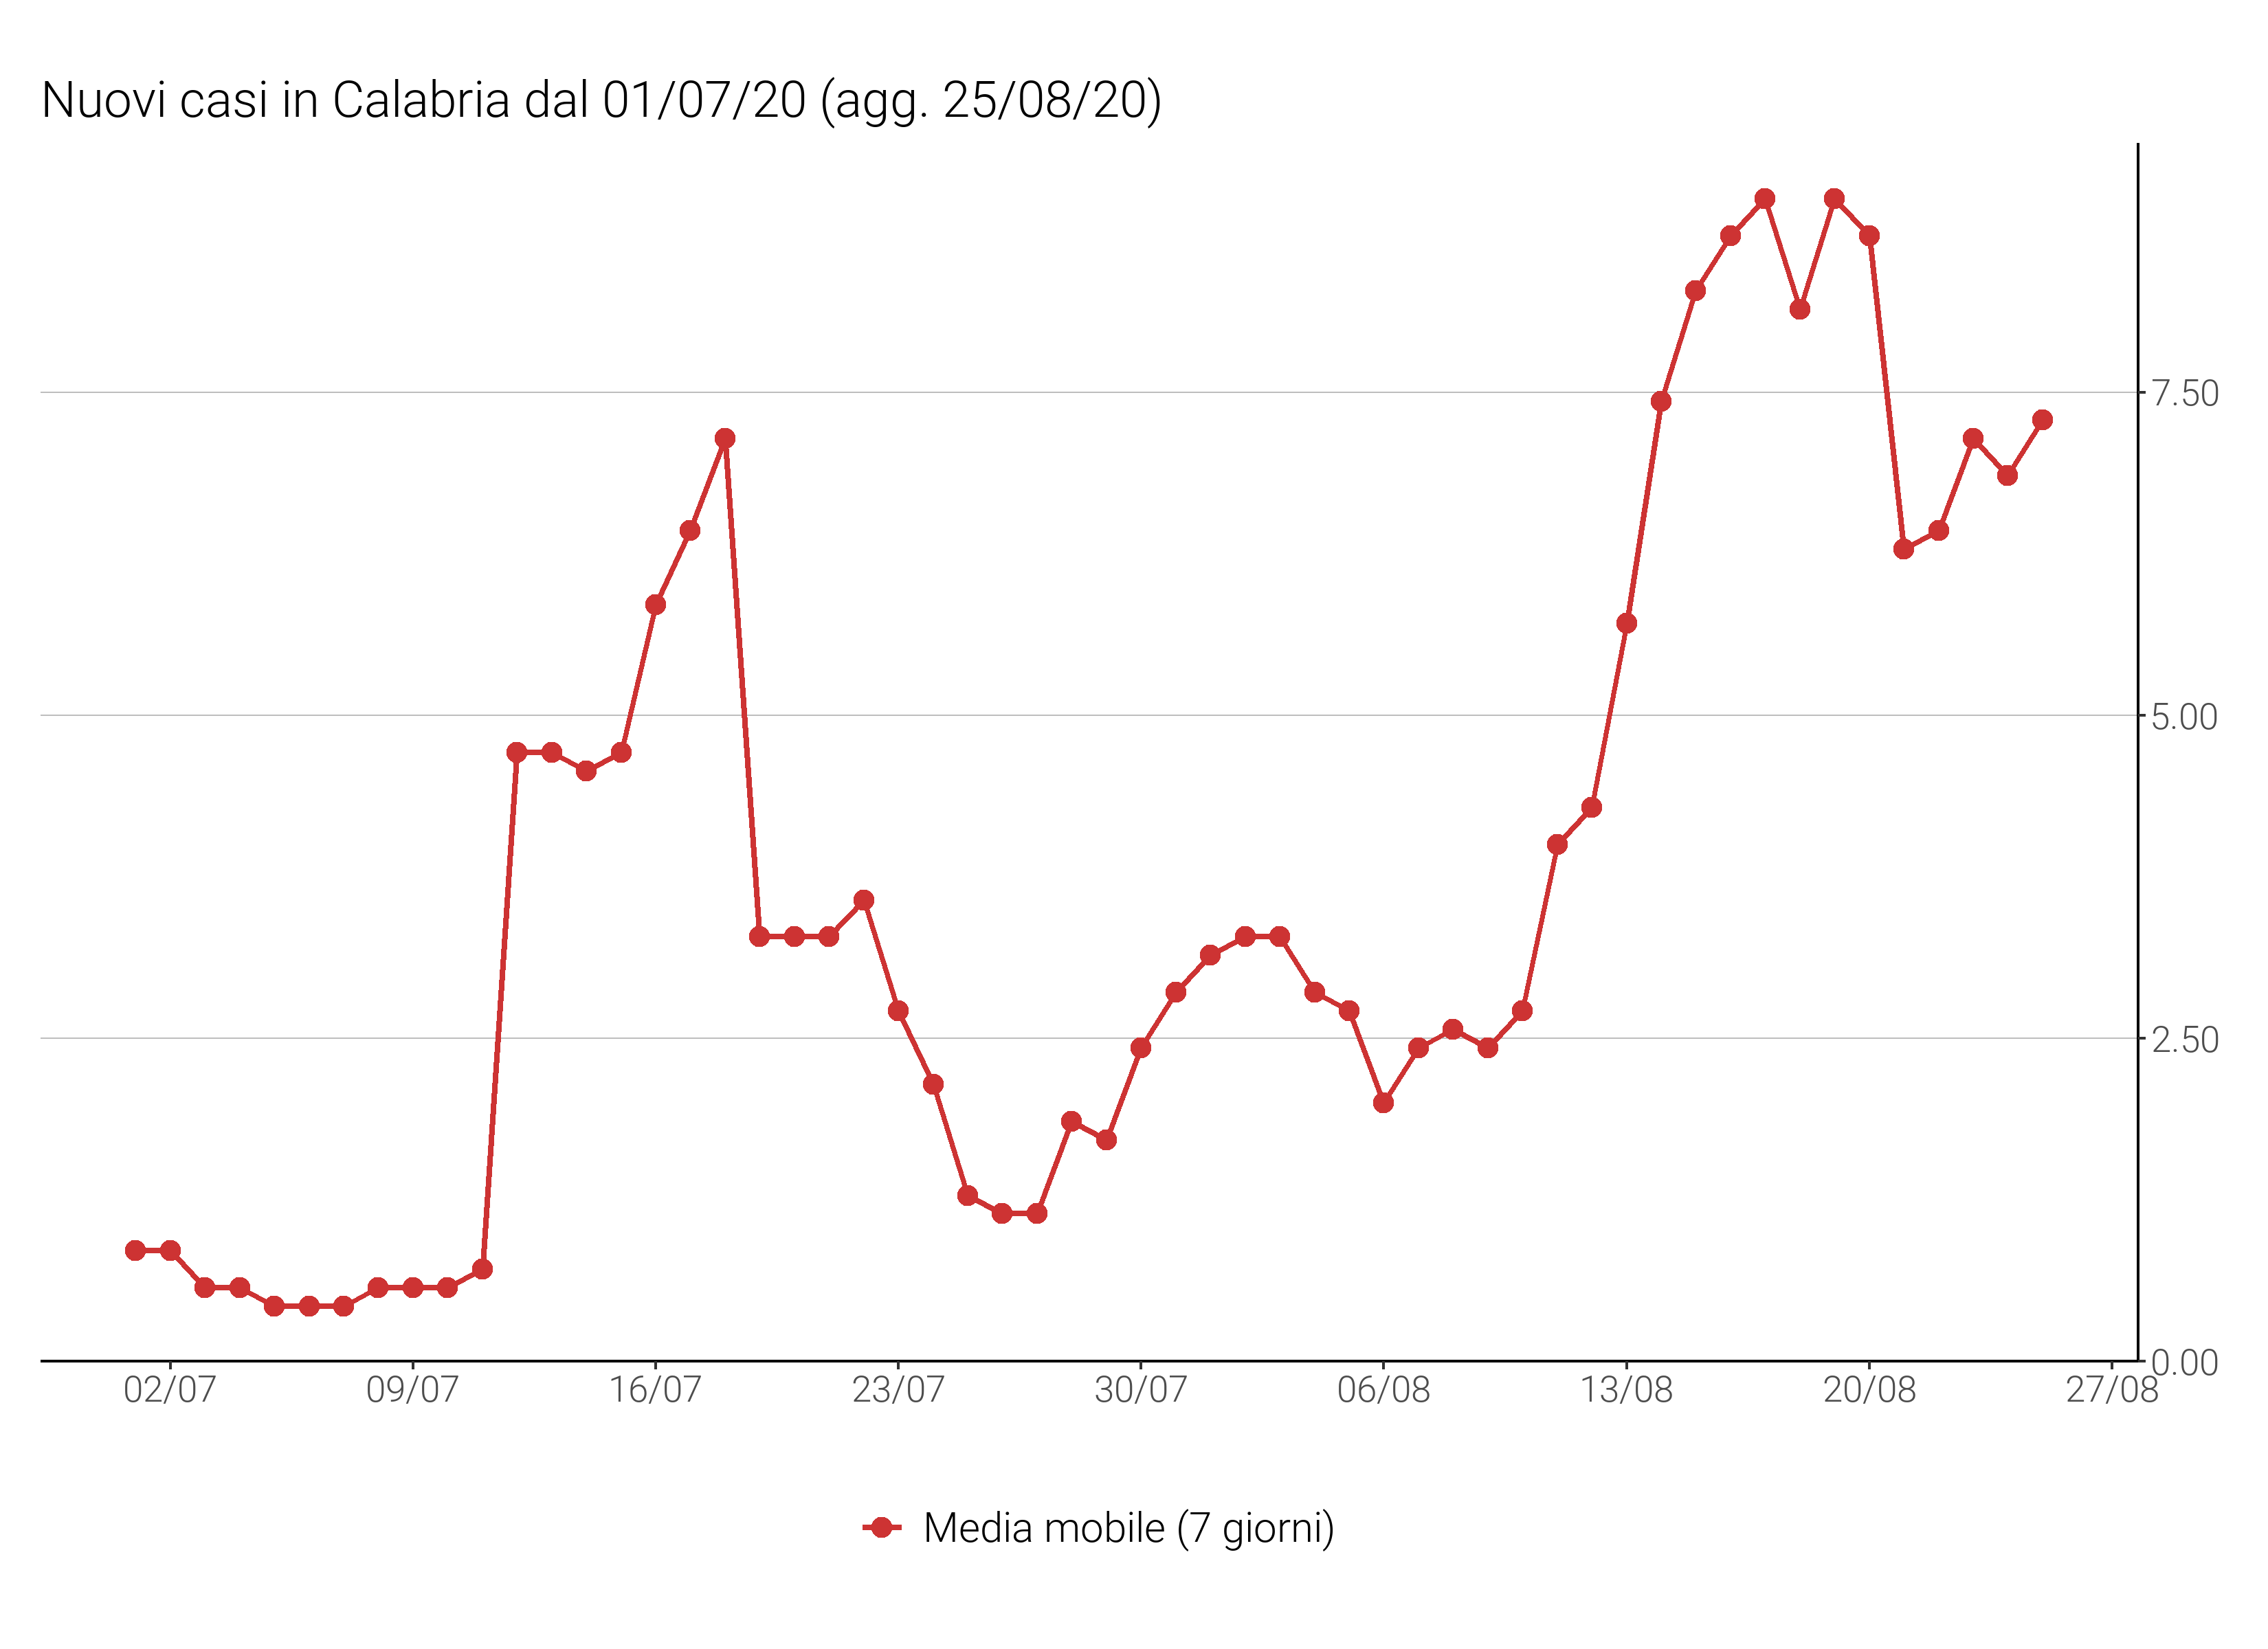 Nuovi casi in Calabria dal 01/07/20 (agg. 25/08/20)
7.50
5.00
2.50
0.00
02/07 09/07 16/07 23/07 30/07 06/08 13/08 20/08 27/08
Media mobile (7 giorni)